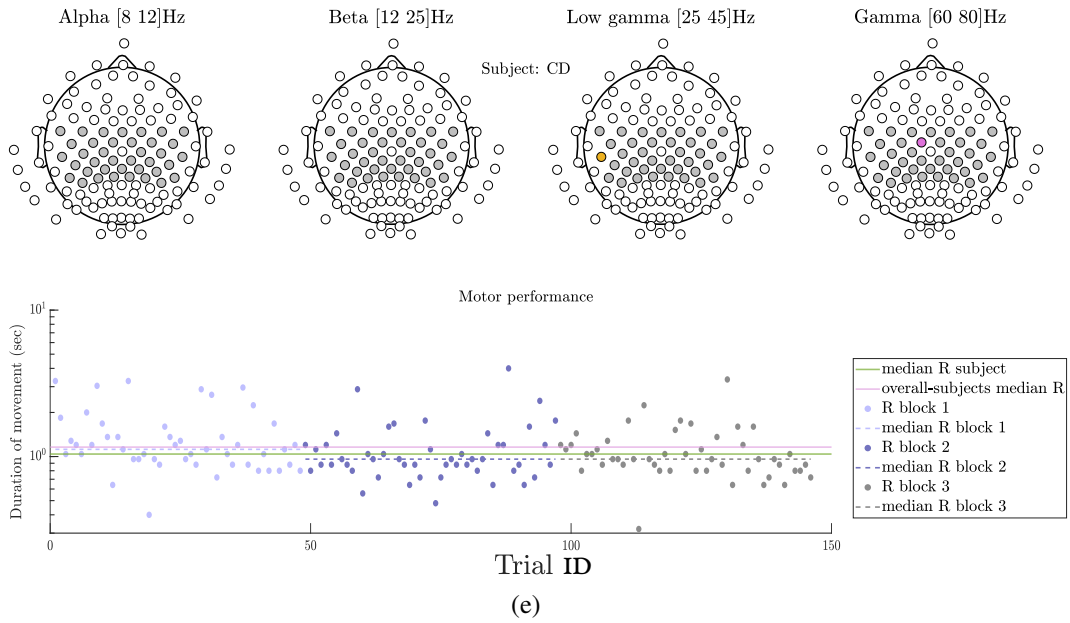 Alpha [8 12]Hz
Beta [12 25]Hz
Low gamma [25 45]Hz
Gamma [60 80]Hz
Subject: CD
Motor performance
Duration of movement (sec)
10^1
10^0
0
50
100
150
Trial ID
median R subject
overall-subjects median R
R block 1
median R block 1
R block 2
median R block 2
R block 3
median R block 3
(e)